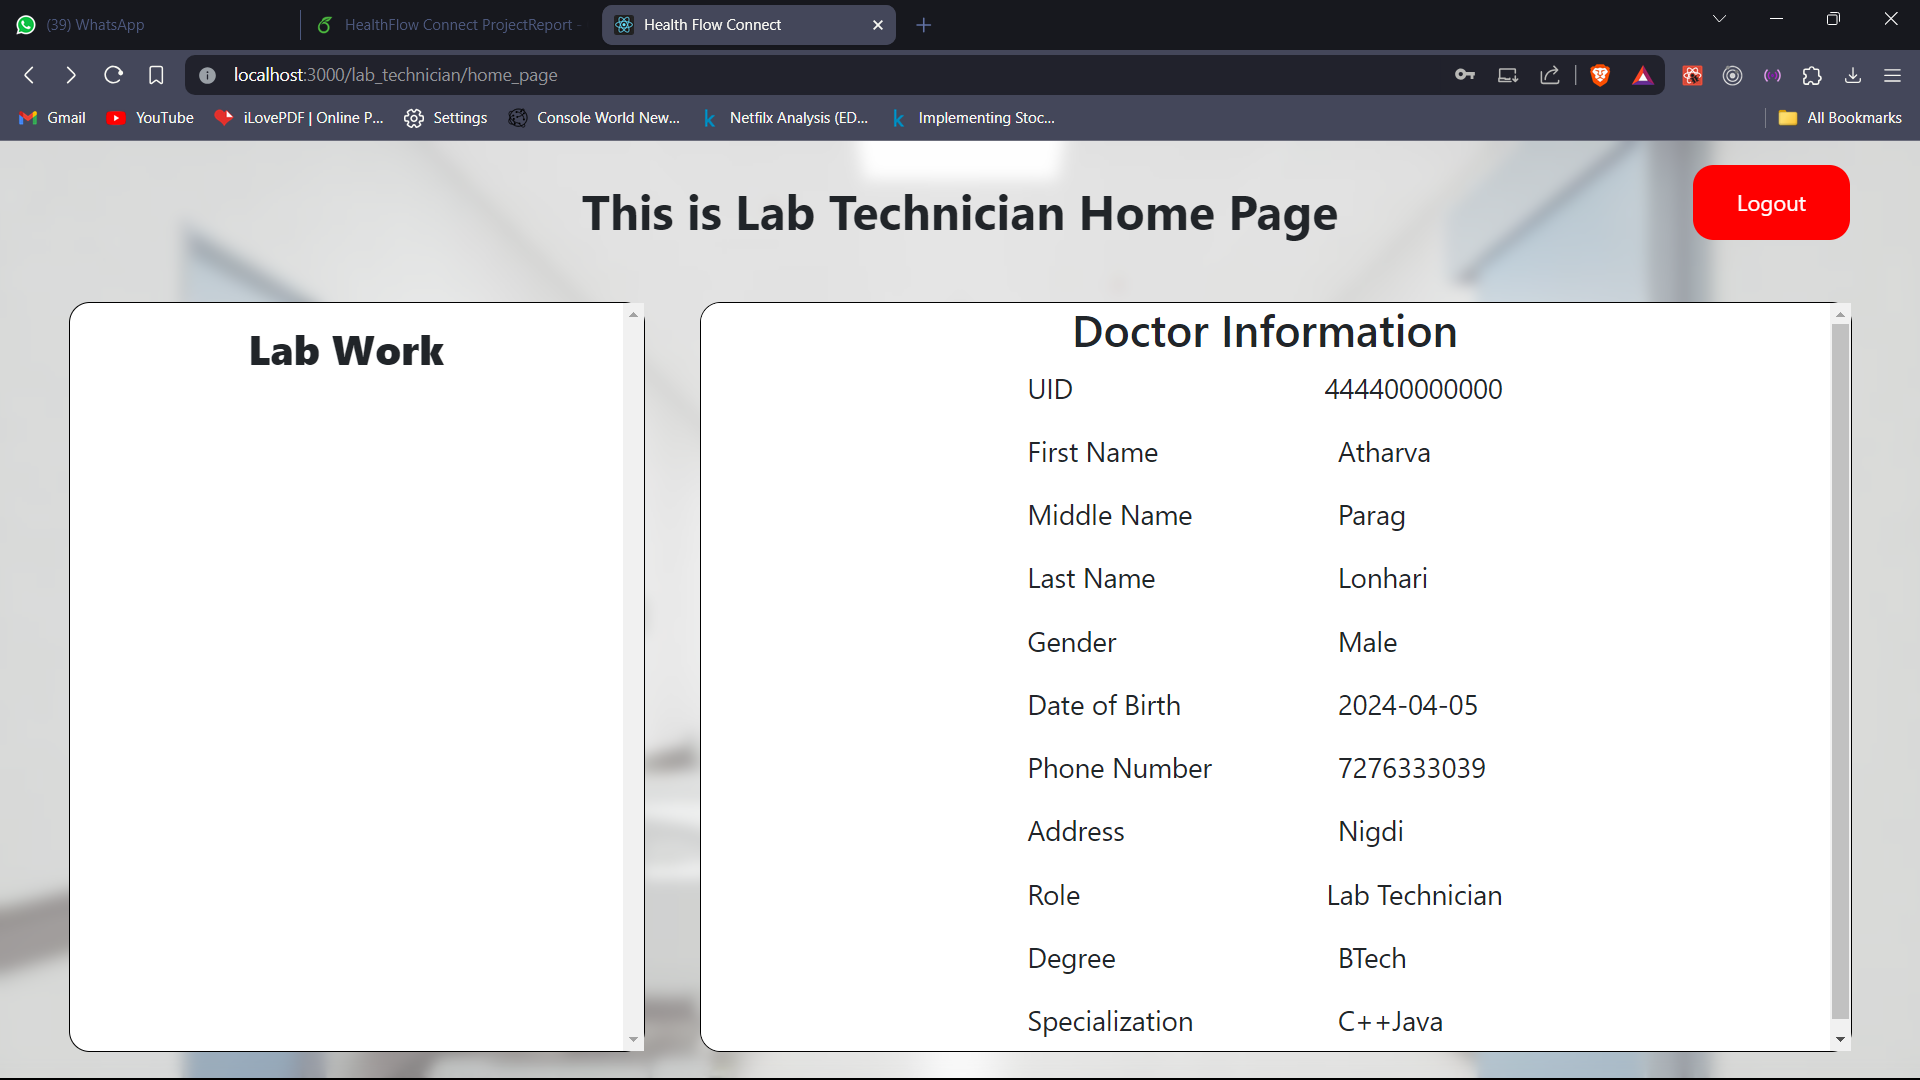 (39) WhatsApp
HealthFlow Connect ProjectReport -
Health Flow Connect
localhost:3000/lab_technician/home_page
Gmail
YouTube
iLovePDF | Online P...
Settings
Console World New...
Netfilx Analysis (ED...
Implementing Stoc...
All Bookmarks
This is Lab Technician Home Page
Logout
Lab Work
Doctor Information
UID 444400000000
First Name Atharva
Middle Name Parag
Last Name Lonhari
Gender Male
Date of Birth 2024-04-05
Phone Number 7276333039
Address Nigdi
Role Lab Technician
Degree BTech
Specialization C++Java